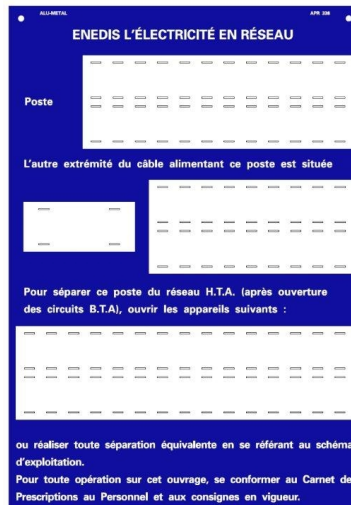 ALU-METAL APR 336
ENEDIS L'ÉLECTRICITÉ EN RÉSEAU
Poste
L'autre extrémité du câble alimentant ce poste est située
Pour séparer ce poste du réseau H.T.A. (après ouverture
des circuits B.T.A), ouvrir les appareils suivants :
ou réaliser toute séparation équivalente en se référant au schéma
d'exploitation.
Pour toute opération sur cet ouvrage, se conformer au Carnet de
Prescriptions au Personnel et aux consignes en vigueur.